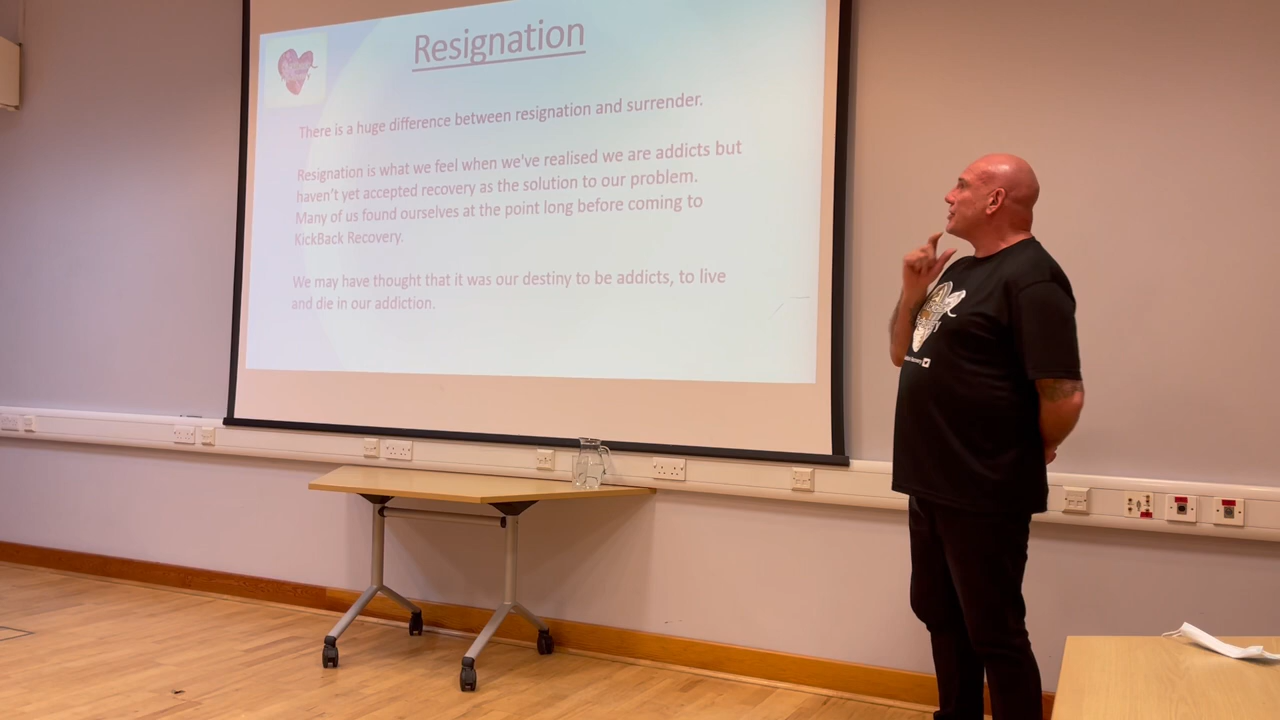 Resignation
There is a huge difference between resignation and surrender.
Resignation is what we feel when we've realised we are addicts but
haven't yet accepted recovery as the solution to our problem.
Many of us found ourselves at the point long before coming to
KickBack Recovery.
We may have thought that it was our destiny to be addicts, to live
and die in our addiction.